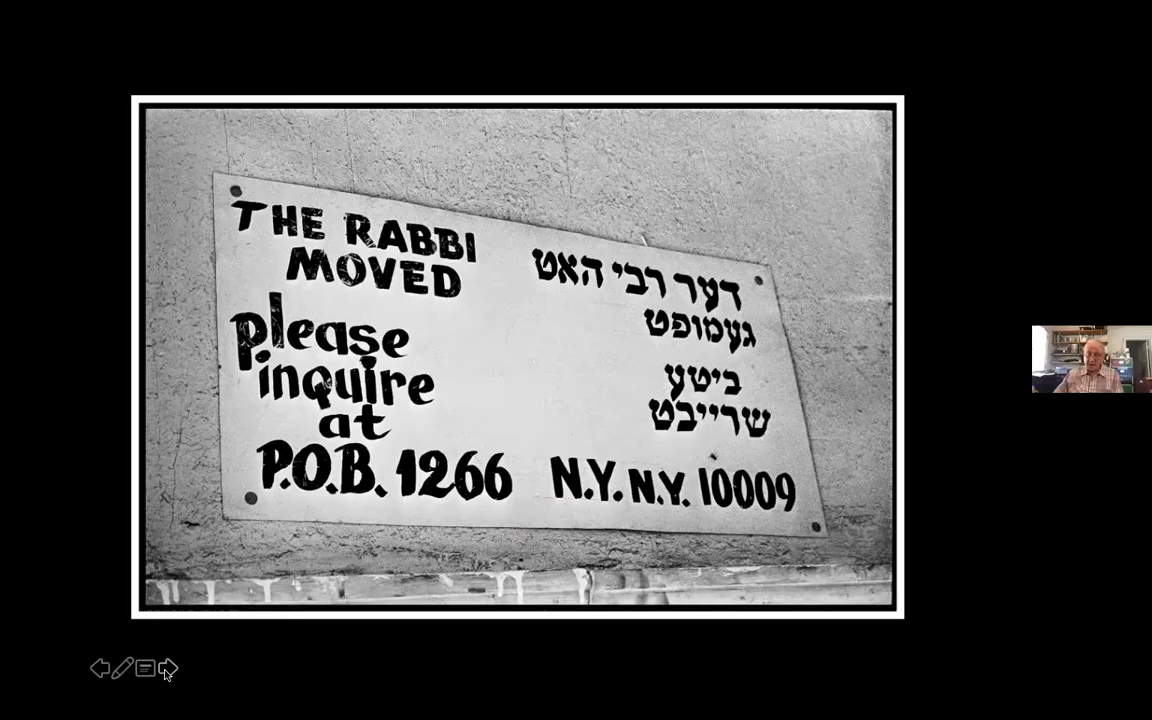 THE RABBI
MOVED
please
inquire
at
דער רבי האט
געמופט
ביטע
שרייבט
P.O.B. 1266 N.Y. N.Y. 10009